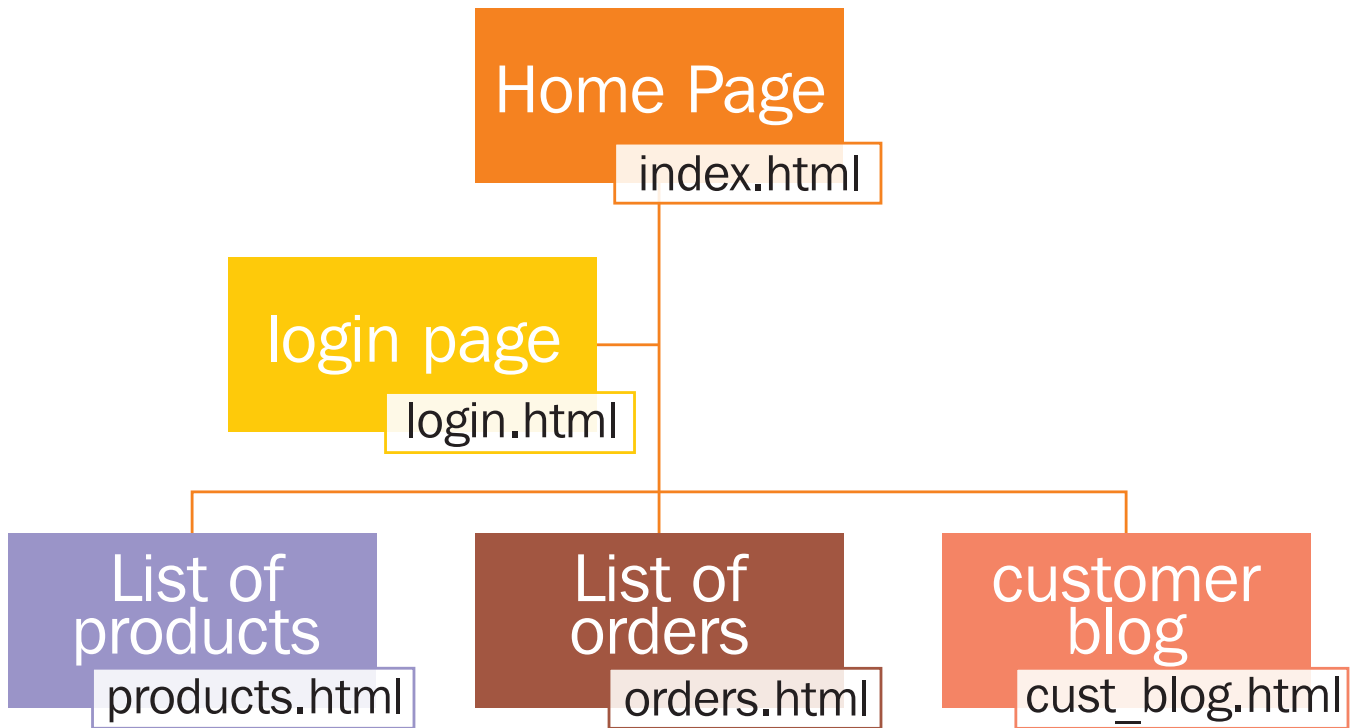 Home Page
index.html
login page
login.html
List of
products
products.html
List of
orders
orders.html
customer
blog
cust_blog.html